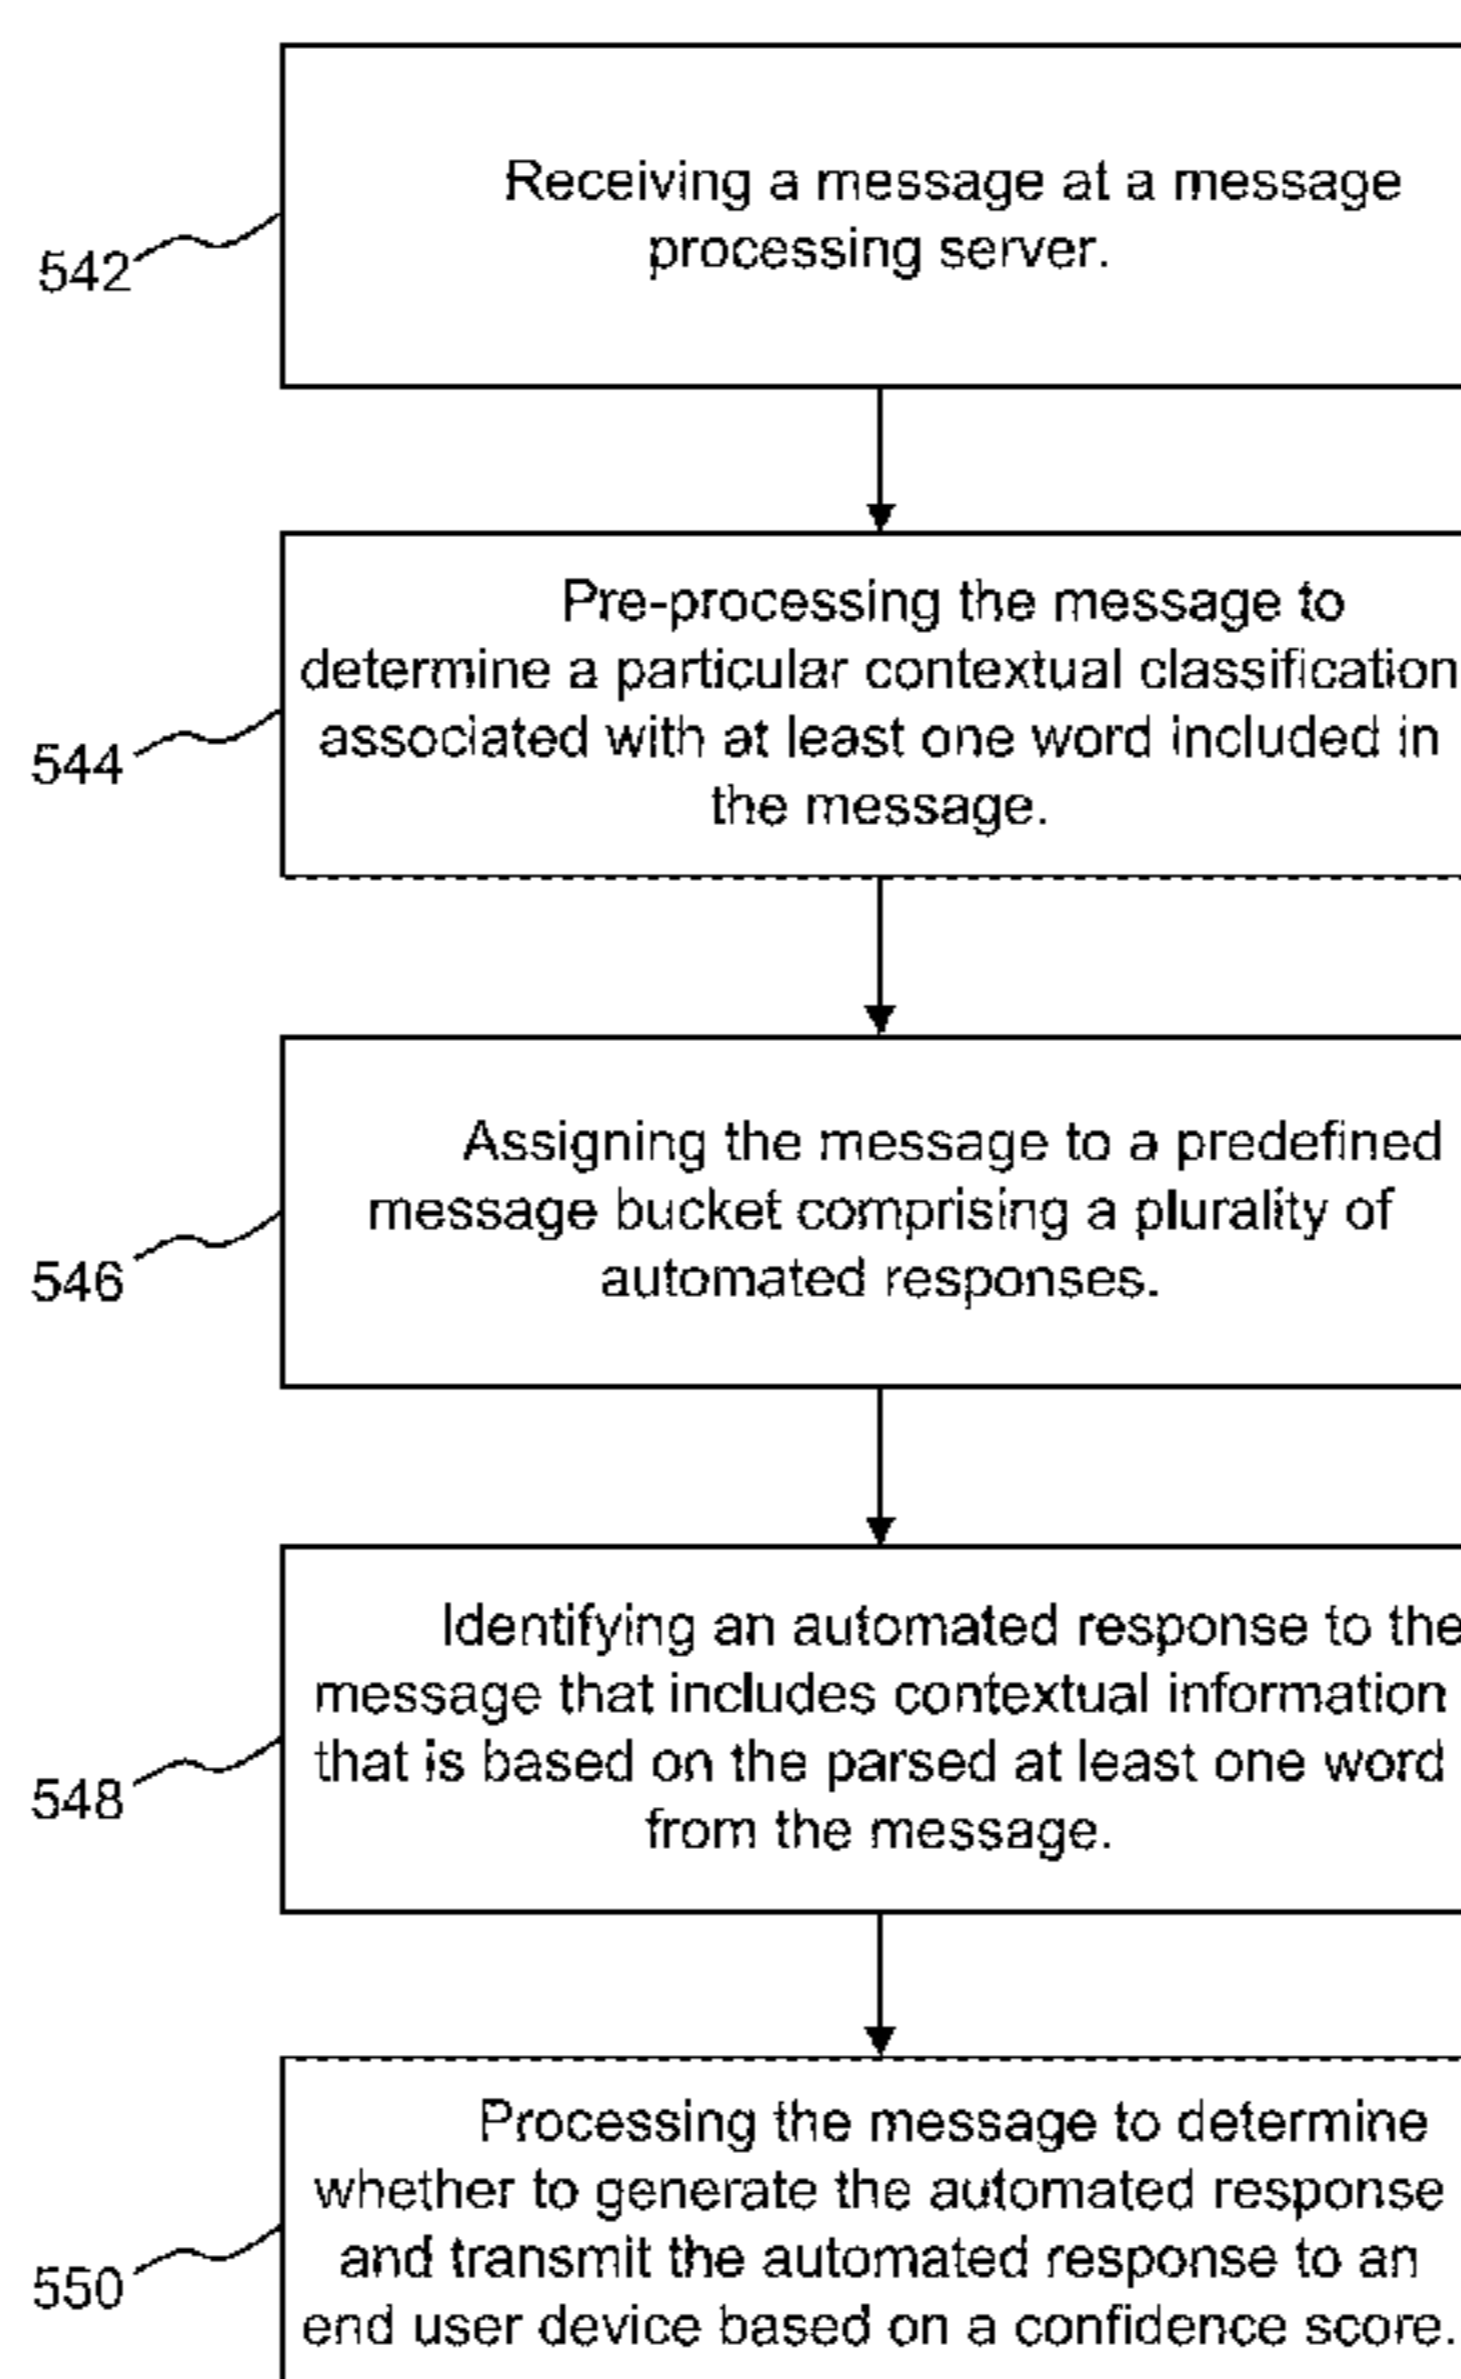 Receiving a message at a message
processing server.
542
Pre-processing the message to
determine a particular contextual classification
associated with at least one word included in
the message.
544
Assigning the message to a predefined
message bucket comprising a plurality of
automated responses.
546
Identifying an automated response to the
message that includes contextual information
that is based on the parsed at least one word
from the message.
548
Processing the message to determine
whether to generate the automated response
and transmit the automated response to an
end user device based on a confidence score.
550